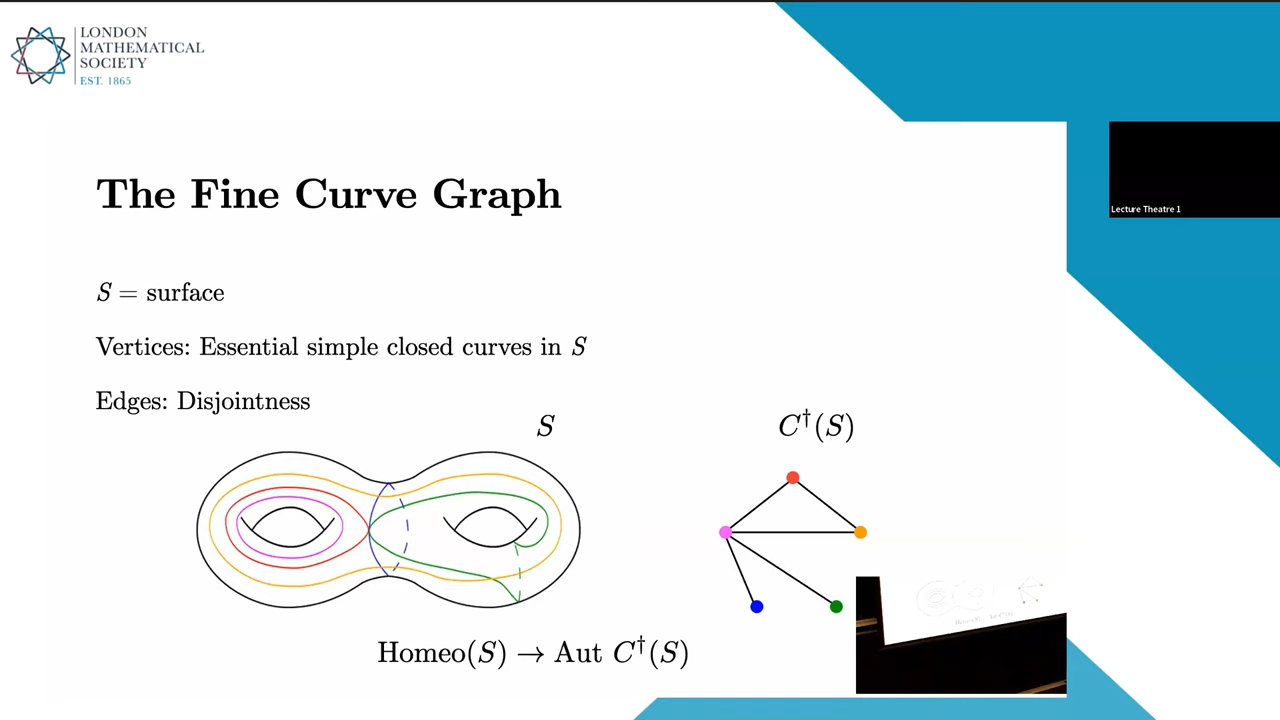 LONDON
MATHEMATICAL
SOCIETY
EST. 1865
Lecture Theatre 1
The Fine Curve Graph
S = surface
Vertices: Essential simple closed curves in S
Edges: Disjointness
S
C†(S)
Homeo(S) → Aut C†(S)